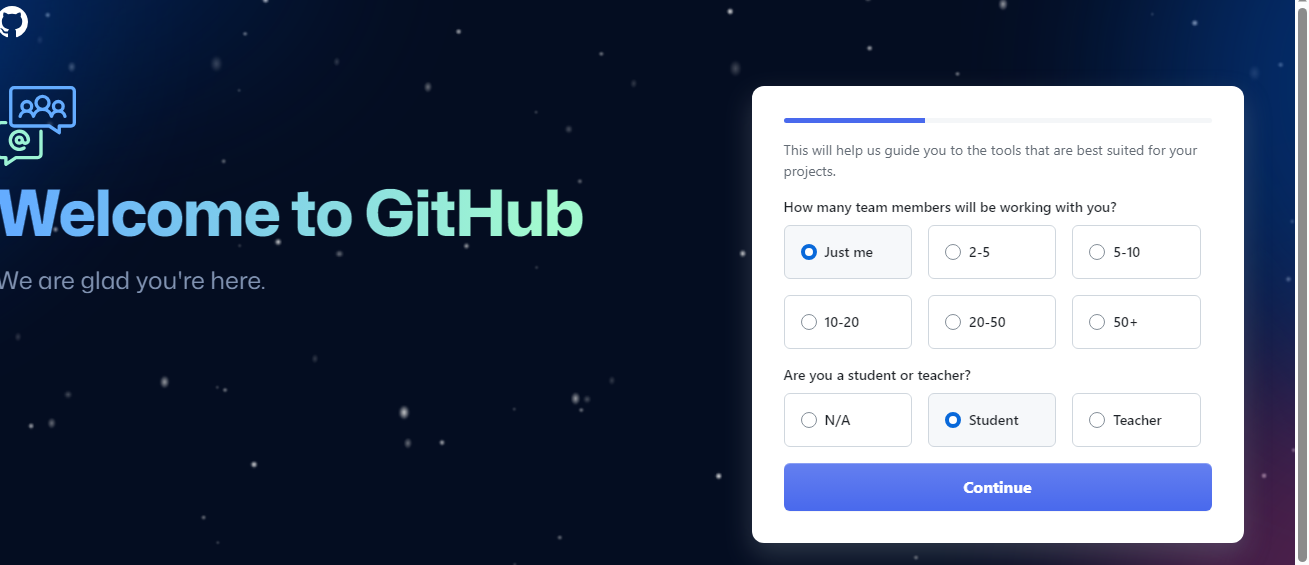 Welcome to GitHub
We are glad you're here.
This will help us guide you to the tools that are best suited for your
projects.
How many team members will be working with you?
Just me
2-5
5-10
10-20
20-50
50+
Are you a student or teacher?
N/A
Student
Teacher
Continue